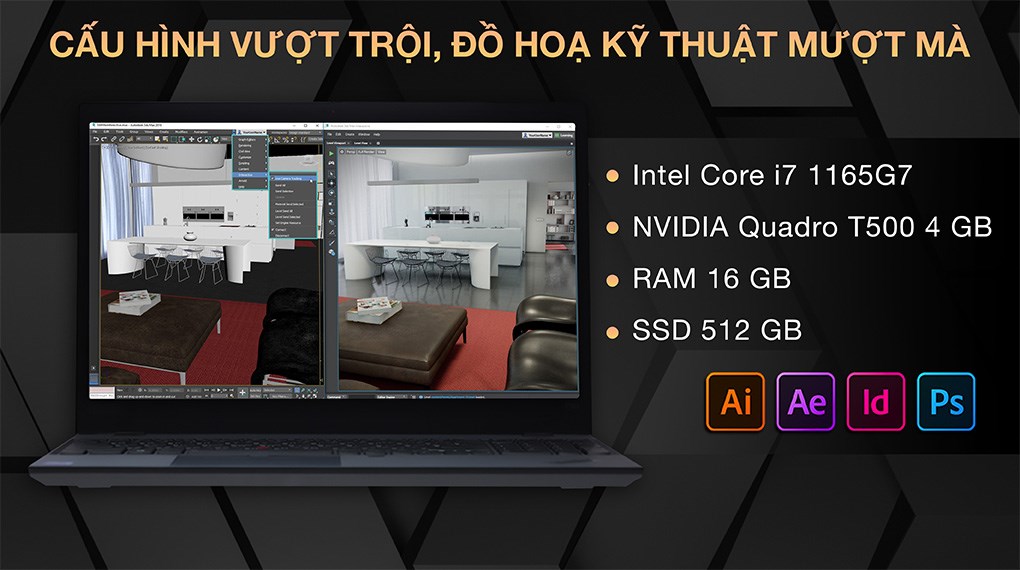 CẤU HÌNH VƯỢT TRỘI, ĐỒ HOẠ KỸ THUẬT MƯỢT MÀ
Intel Core i7 1165G7
NVIDIA Quadro T500 4 GB
RAM 16 GB
SSD 512 GB
Ai Ae Id Ps